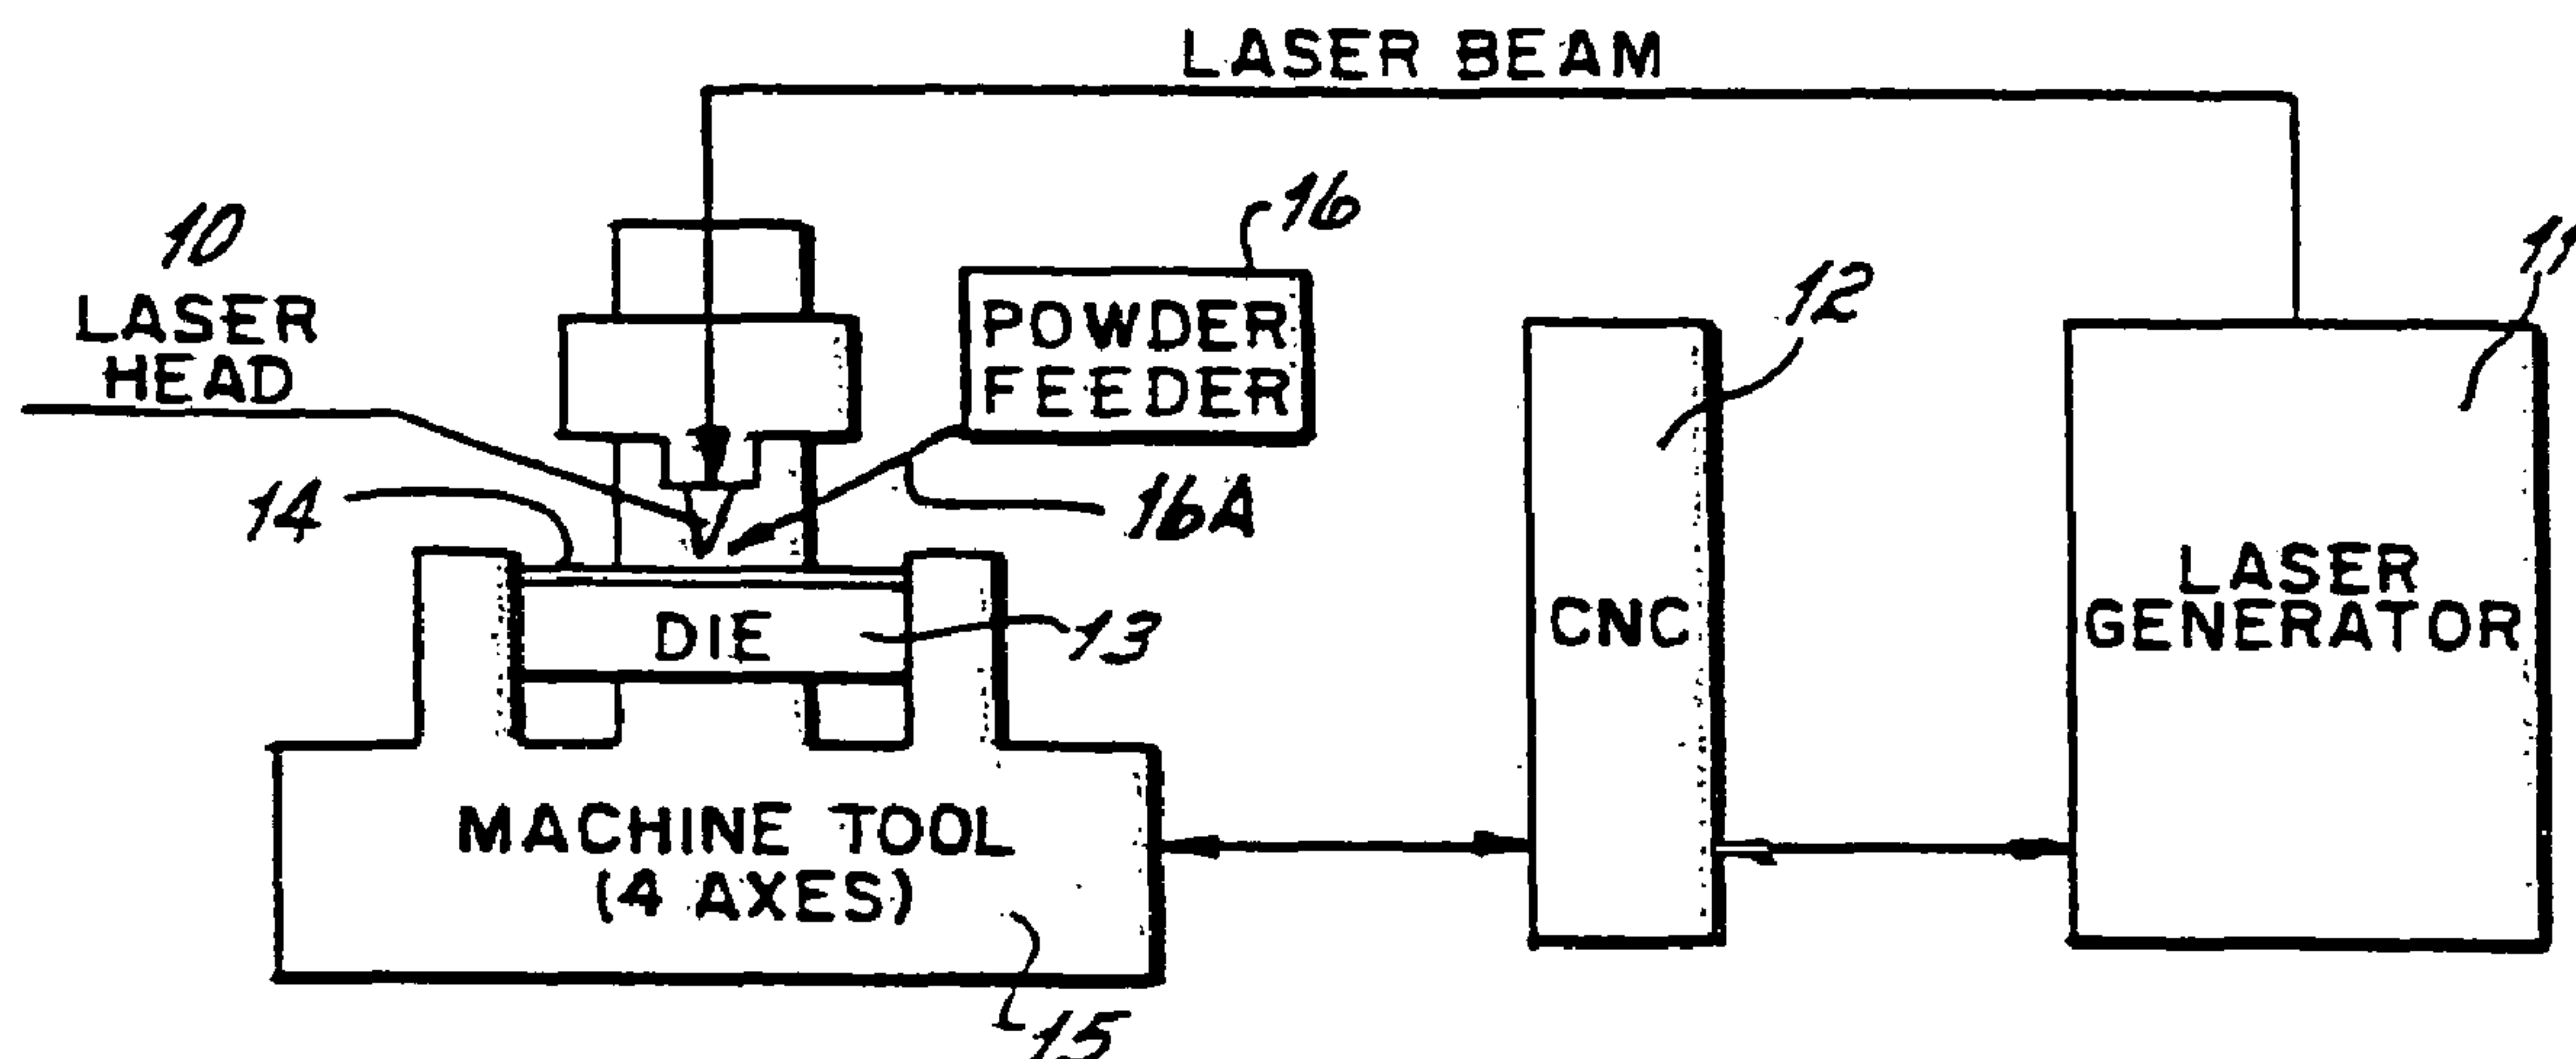 LASER BEAM
10
LASER
HEAD
16
POWDER
FEEDER
12
11
14
16A
DIE
13
CNC
LASER
GENERATOR
MACHINE TOOL
(4 AXES)
15